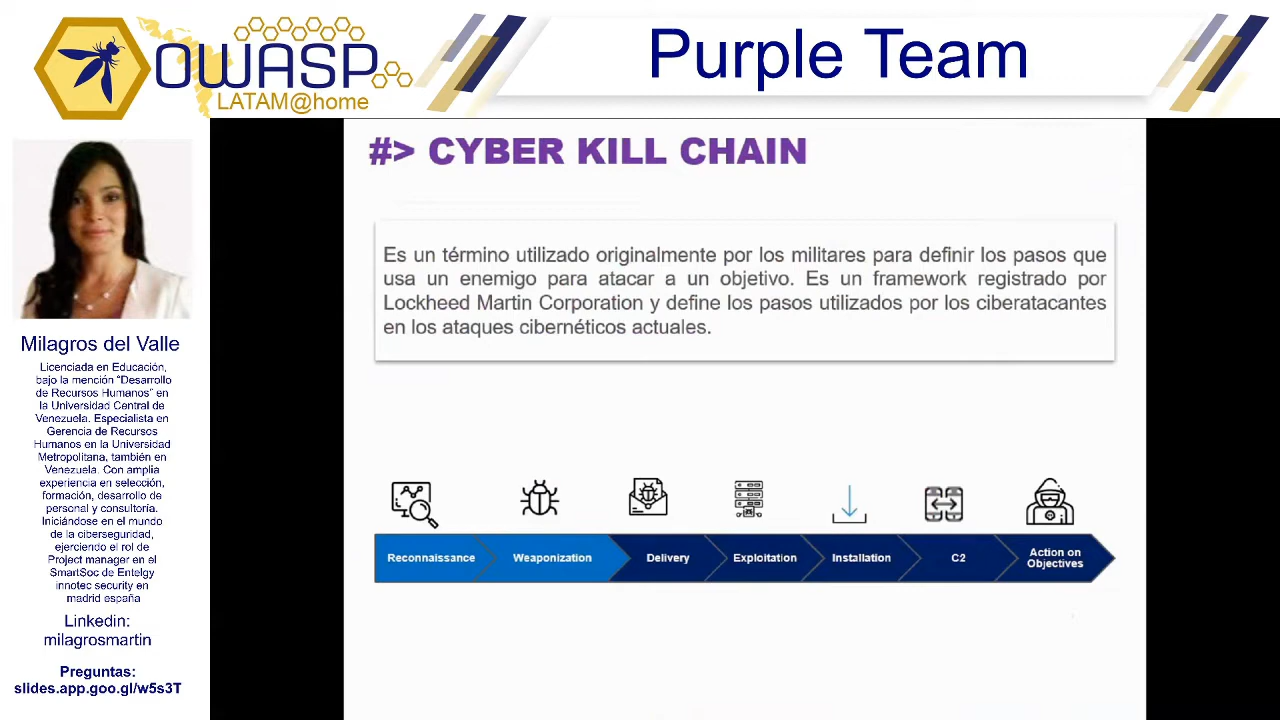 OWASP
LATAM@home
Purple Team
Milagros del Valle
Licenciada en Educación,
bajo la mención “Desarrollo
de Recursos Humanos” en
la Universidad Central de
Venezuela. Especialista en
Gerencia de Recursos
Humanos en la Universidad
Metropolitana, también en
Venezuela. Con amplia
experiencia en selección,
formación, desarrollo de
personal y consultoría.
Iniciándose en el mundo
de la ciberseguridad,
ejerciendo el rol de
Project manager en el
SmartSoc de Entelgy
innotec security en
madrid españa
Linkedin:
milagrosmartin
Preguntas:
slides.app.goo.gl/w5s3T
#> CYBER KILL CHAIN
Es un término utilizado originalmente por los militares para definir los pasos que
usa un enemigo para atacar a un objetivo. Es un framework registrado por
Lockheed Martin Corporation y define los pasos utilizados por los ciberatacantes
en los ataques cibernéticos actuales.
Reconnaissance
Weaponization
Delivery
Exploitation
Installation
C2
Action on
Objectives